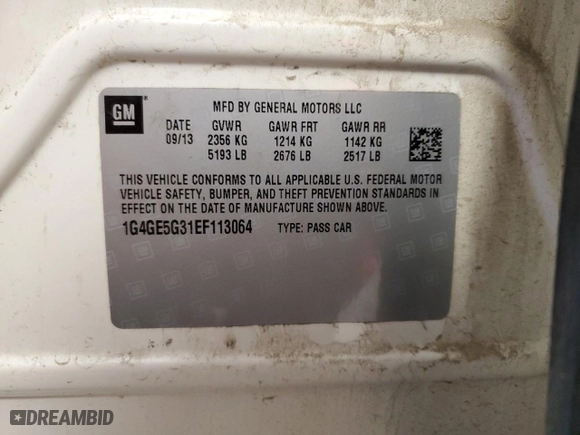 GM
MFD BY GENERAL MOTORS LLC
DATE GVWR GAWR FRT GAWR RR
09/13 2356 KG 1214 KG 1142 KG
5193 LB 2676 LB 2517 LB
THIS VEHICLE CONFORMS TO ALL APPLICABLE U.S. FEDERAL MOTOR
VEHICLE SAFETY, BUMPER, AND THEFT PREVENTION STANDARDS IN
EFFECT ON THE DATE OF MANUFACTURE SHOWN ABOVE.
1G4GE5G31EF113064 TYPE: PASS CAR
DREAMBID